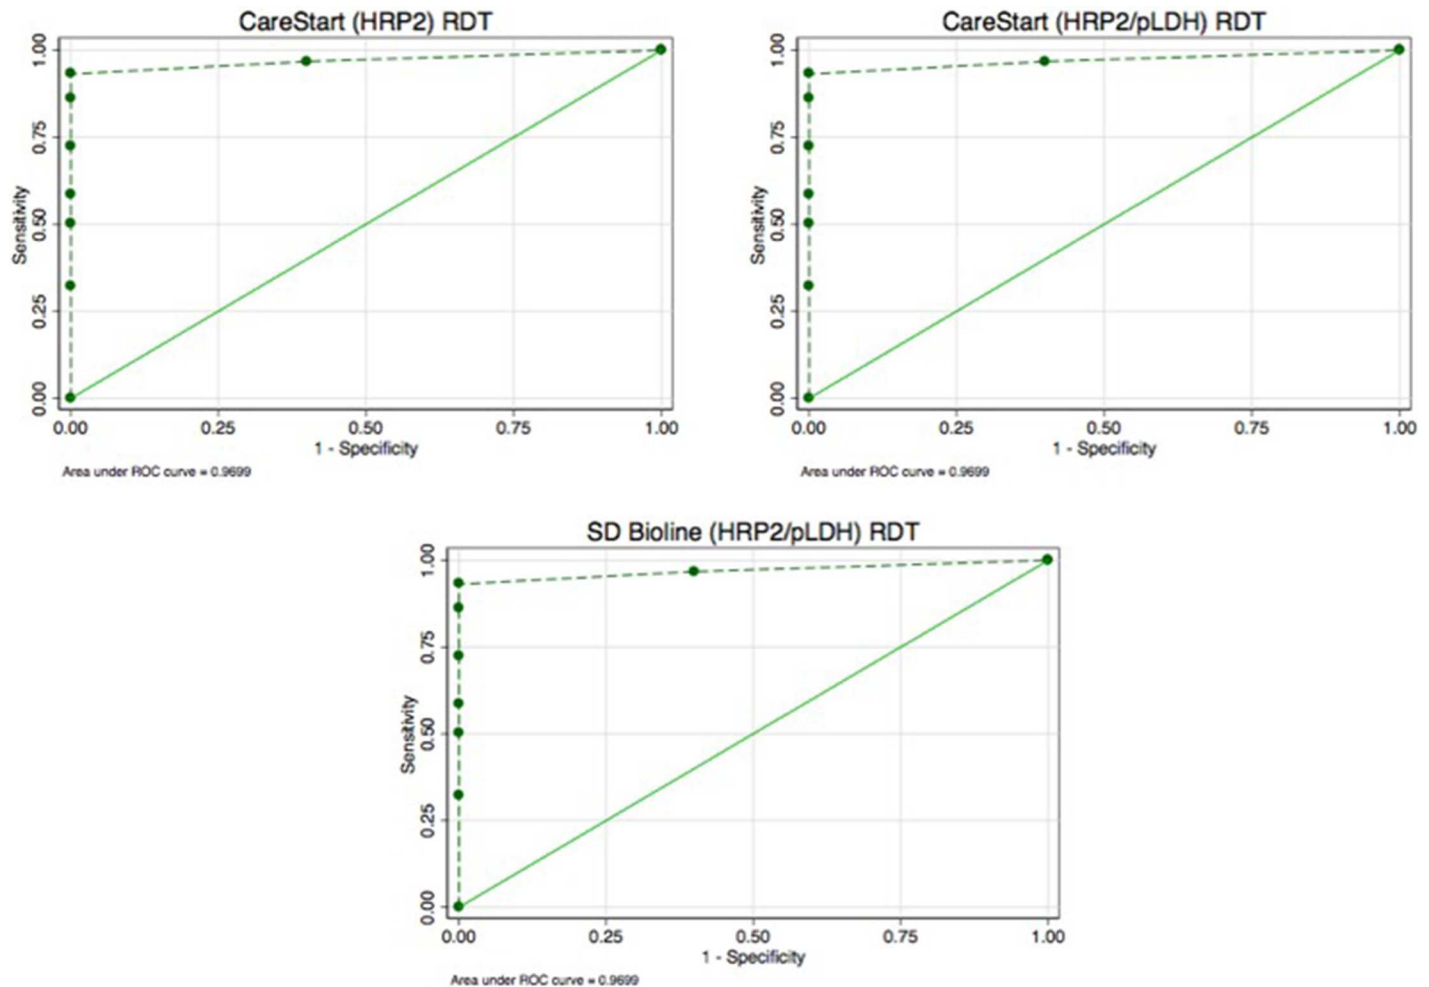 CareStart (HRP2) RDT
1.00
0.75
Sensitivity
0.50
0.25
0.00
0.00 0.25 0.50 0.75 1.00
1 - Specificity
Area under ROC curve = 0.9699
CareStart (HRP2/pLDH) RDT
1.00
0.75
Sensitivity
0.50
0.25
0.00
0.00 0.25 0.50 0.75 1.00
1 - Specificity
Area under ROC curve = 0.9699
SD Bioline (HRP2/pLDH) RDT
1.00
0.75
Sensitivity
0.50
0.25
0.00
0.00 0.25 0.50 0.75 1.00
1 - Specificity
Area under ROC curve = 0.9699